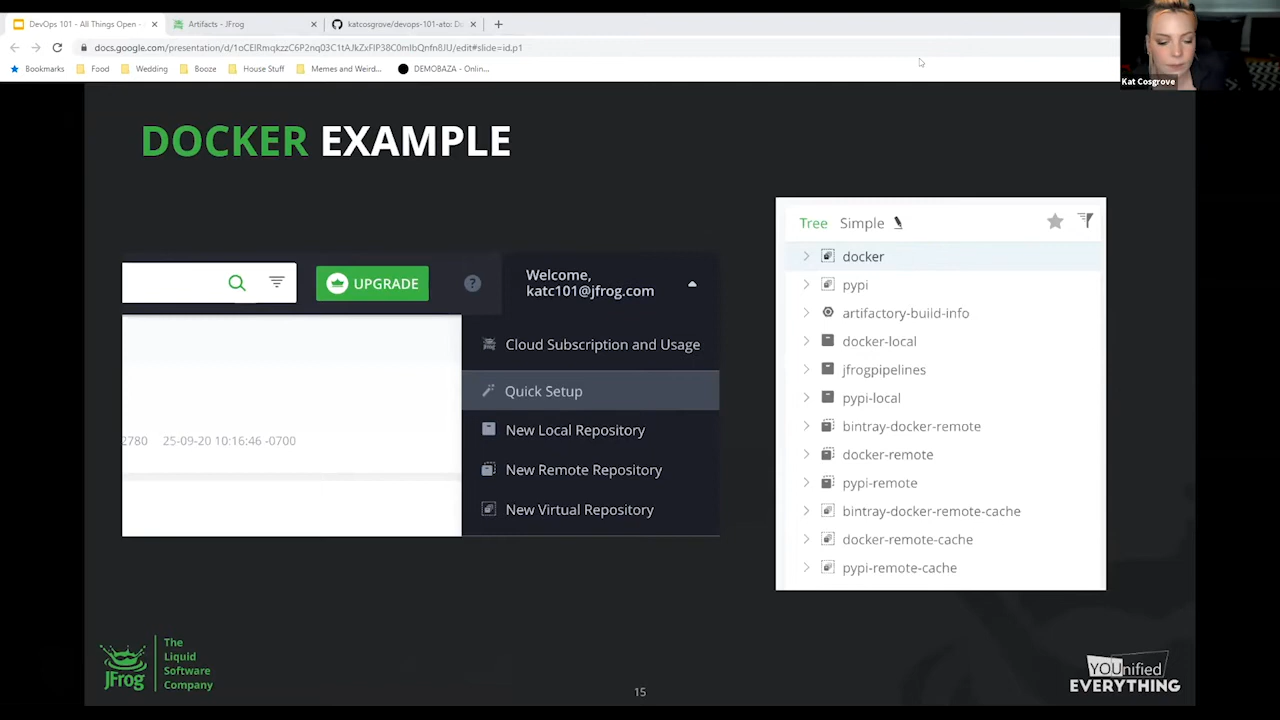 DevOps 101 - All Things Open -
Artifacts - JFrog
katcosgrove/devops-101-ato: De
docs.google.com/presentation/d/1oCElRmqkzzC6P2nq03C1tAJkZxFlP38C0mIbQnfn8JU/edit#slide=id.p1
Bookmarks
Food
Wedding
Booze
House Stuff
Memes and Weird...
DEMOBAZA - Onlin...
Kat Cosgrove
DOCKER EXAMPLE
UPGRADE
?
Welcome,
katc101@jfrog.com
Cloud Subscription and Usage
Quick Setup
New Local Repository
New Remote Repository
New Virtual Repository
2780 25-09-20 10:16:46 -0700
Tree Simple
docker
pypi
artifactory-build-info
docker-local
jfrogpipelines
pypi-local
bintray-docker-remote
docker-remote
pypi-remote
bintray-docker-remote-cache
docker-remote-cache
pypi-remote-cache
JFrog
The
Liquid
Software
Company
15
YOUnified
EVERYTHING